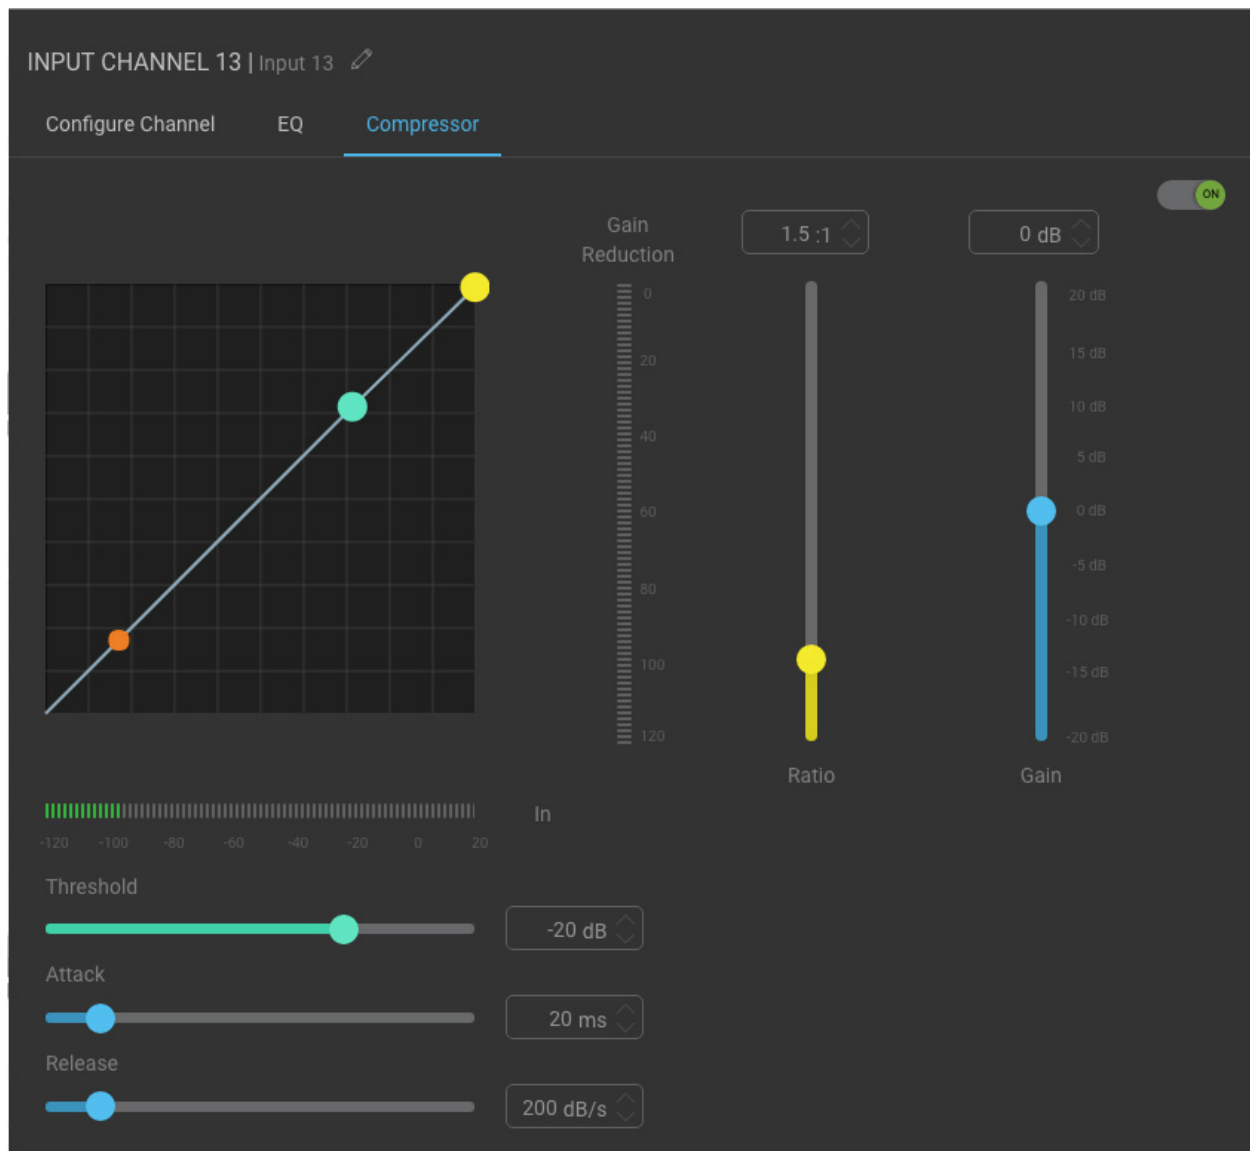 INPUT CHANNEL 13 | Input 13
Configure Channel EQ Compressor
ON
Gain
Reduction
1.5 :1
0 dB
0
20
40
60
80
100
120
20 dB
15 dB
10 dB
5 dB
0 dB
-5 dB
-10 dB
-15 dB
-20 dB
Ratio
Gain
In
-120 -100 -80 -60 -40 -20 0 20
Threshold
-20 dB
Attack
20 ms
Release
200 dB/s